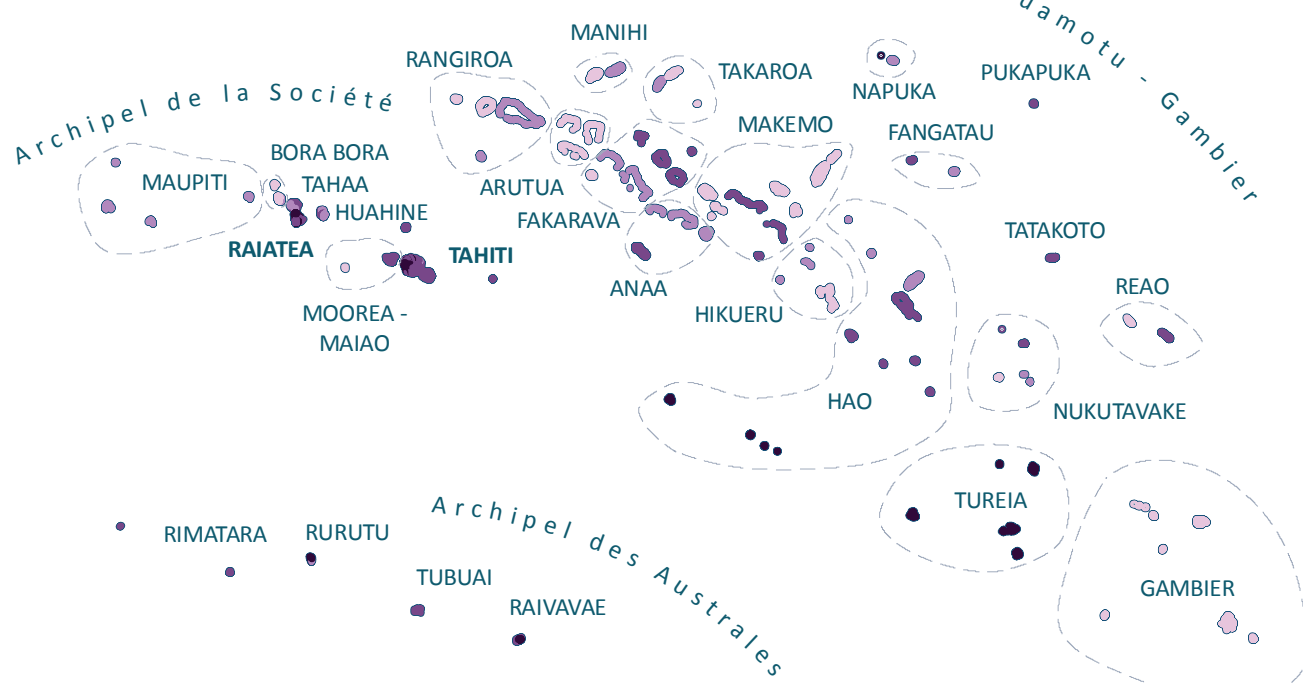 uamotu - Gambier
MANIHI
RANGIROA
TAKAROA
PUKAPUKA
NAPUKA
Archipel de la Société
MAKEMO
FANGATAU
BORA BORA
MAUPITI
TAHAA
ARUTUA
HUAHINE
FAKARAVA
TATAKOTO
RAIATEA
TAHITI
ANAA
REAO
MOOREA -
MAIAO
HIKUERU
HAO
NUKUTAVAKE
TUREIA
Archipel des Australes
RIMATARA
RURUTU
TUBUAI
GAMBIER
RAIVAVAE